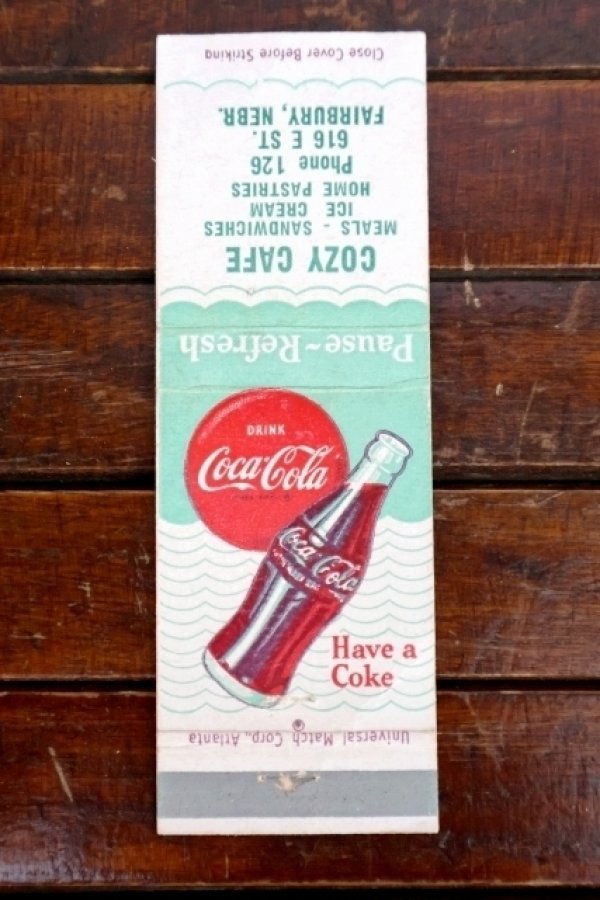 Close Cover Before Striking
COZY CAFE
MEALS - SANDWICHES
ICE CREAM
HOME PASTRIES
Phone 126
616 E ST.
FAIRBURY, NEBR.
Pause~Refresh
DRINK
Coca-Cola
Coca-Cola
Have a
Coke
Universal Match Corp., Atlanta